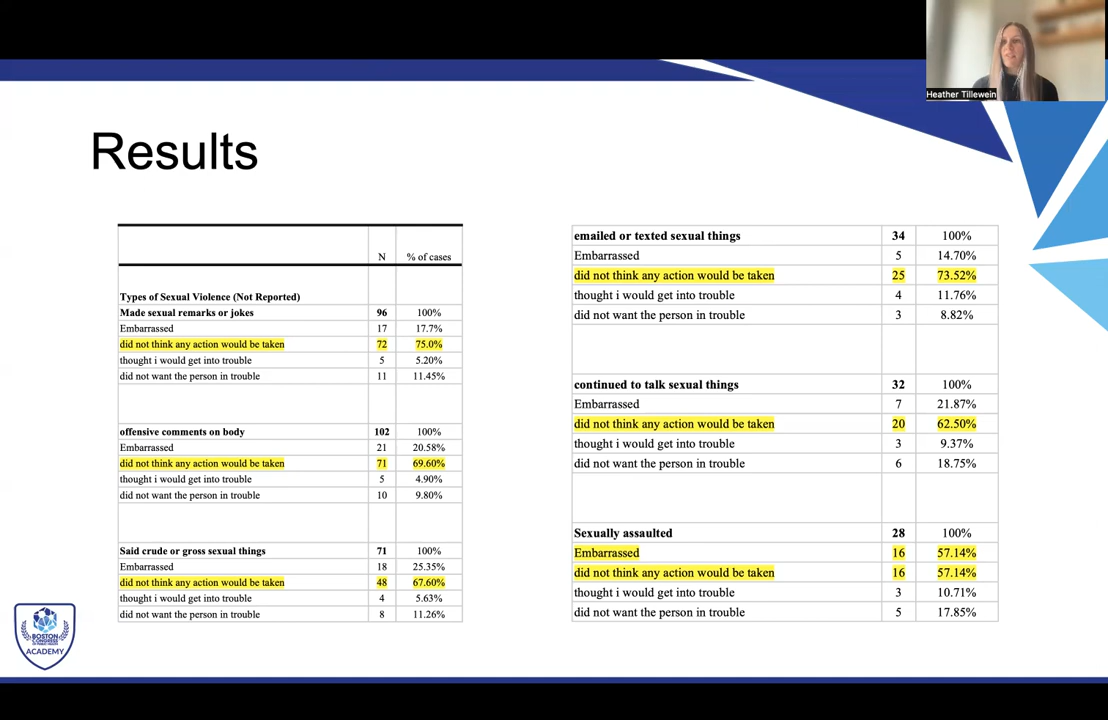 Heather Tillewein
Results
N % of cases
Types of Sexual Violence (Not Reported)
Made sexual remarks or jokes 96 100%
Embarrassed 17 17.7%
did not think any action would be taken 72 75.0%
thought i would get into trouble 5 5.20%
did not want the person in trouble 11 11.45%
offensive comments on body 102 100%
Embarrassed 21 20.58%
did not think any action would be taken 71 69.60%
thought i would get into trouble 5 4.90%
did not want the person in trouble 10 9.80%
Said crude or gross sexual things 71 100%
Embarrassed 18 25.35%
did not think any action would be taken 48 67.60%
thought i would get into trouble 4 5.63%
did not want the person in trouble 8 11.26%
emailed or texted sexual things 34 100%
Embarrassed 5 14.70%
did not think any action would be taken 25 73.52%
thought i would get into trouble 4 11.76%
did not want the person in trouble 3 8.82%
continued to talk sexual things 32 100%
Embarrassed 7 21.87%
did not think any action would be taken 20 62.50%
thought i would get into trouble 3 9.37%
did not want the person in trouble 6 18.75%
Sexually assaulted 28 100%
Embarrassed 16 57.14%
did not think any action would be taken 16 57.14%
thought i would get into trouble 3 10.71%
did not want the person in trouble 5 17.85%
BOSTON
CONGRESS
ACADEMY